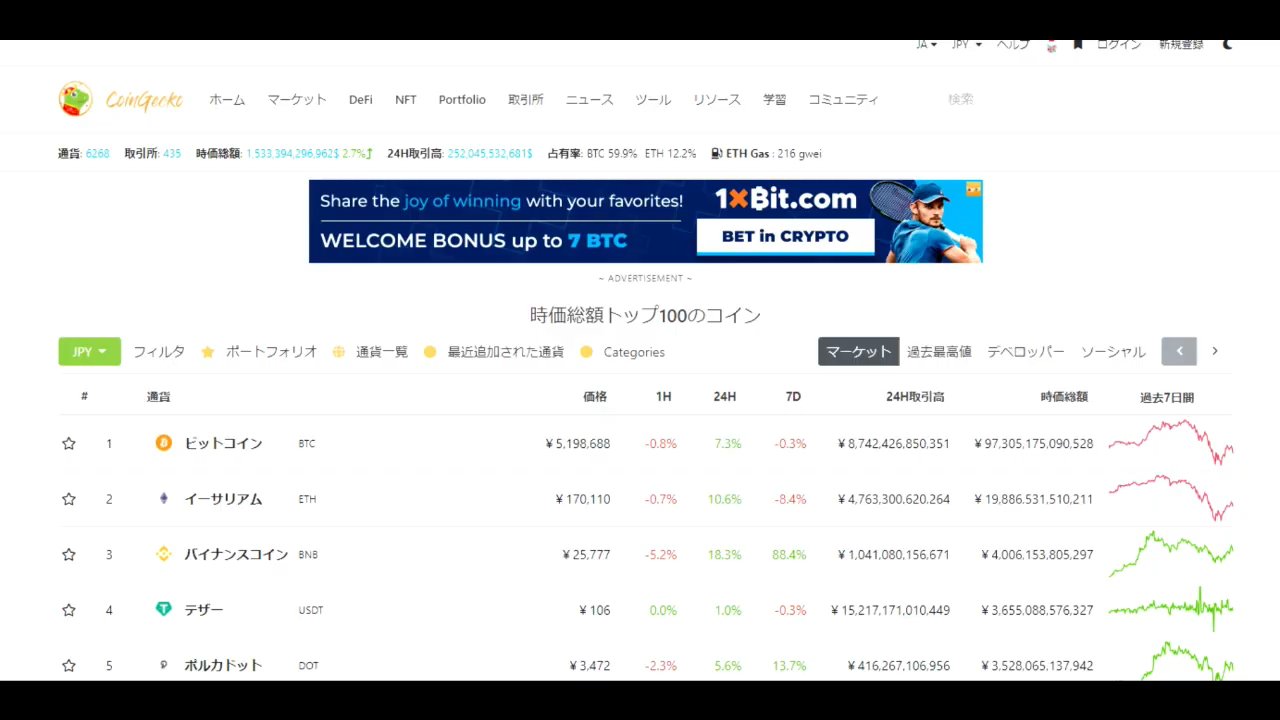 JA JPY ヘルプ ログイン 新規登録
CoinGecko ホーム マーケット DeFi NFT Portfolio 取引所 ニュース ツール リソース 学習 コミュニティ 検索
通貨: 6268 取引所: 435 時価総額: 1,533,394,296,962$ 2.7% 24H取引高: 252,045,532,681$ 占有率: BTC 59.9% ETH 12.2% ETH Gas : 216 gwei
Share the joy of winning with your favorites!
WELCOME BONUS up to 7 BTC
1xBit.com
BET in CRYPTO
~ ADVERTISEMENT ~
時価総額トップ100のコイン
JPY フィルタ ポートフォリオ 通貨一覧 最近追加された通貨 Categories マーケット 過去最高値 デベロッパー ソーシャル
# 通貨 価格 1H 24H 7D 24H取引高 時価総額 過去7日間
1 ビットコイン BTC ¥5,198,688 -0.8% 7.3% -0.3% ¥8,742,426,850,351 ¥97,305,175,090,528
2 イーサリアム ETH ¥170,110 -0.7% 10.6% -8.4% ¥4,763,300,620,264 ¥19,886,531,510,211
3 バイナンスコイン BNB ¥25,777 -5.2% 18.3% 88.4% ¥1,041,080,156,671 ¥4,006,153,805,297
4 テザー USDT ¥106 0.0% 1.0% -0.3% ¥15,217,171,010,449 ¥3,655,088,576,327
5 ポルカドット DOT ¥3,472 -2.3% 5.6% 13.7% ¥416,267,106,956 ¥3,528,065,137,942